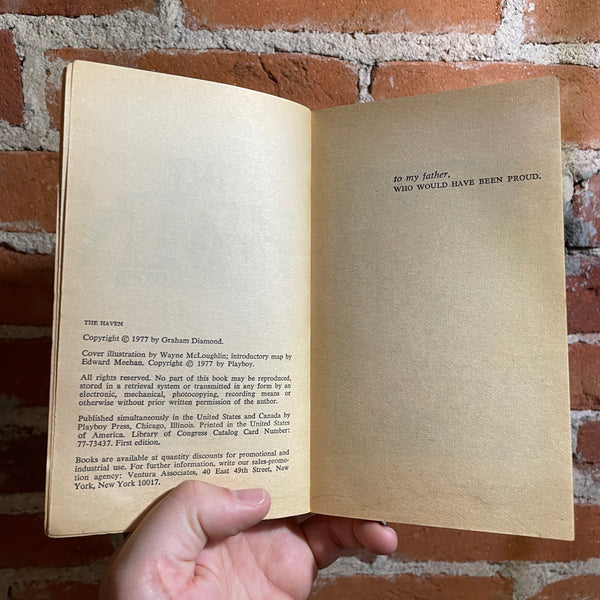 THE HAVEN
Copyright © 1977 by Graham Diamond.
Cover illustration by Wayne McLoughlin; introductory map by
Edward Meehan. Copyright © 1977 by Playboy.
All rights reserved. No part of this book may be reproduced,
stored in a retrieval system or transmitted in any form by an
electronic, mechanical, photocopying, recording means or
otherwise without prior written permission of the author.
Published simultaneously in the United States and Canada by
Playboy Press, Chicago, Illinois. Printed in the United States
of America. Library of Congress Catalog Card Number:
77-73437. First edition.
Books are available at quantity discounts for promotional and
industrial use. For further information, write our sales-promo-
tion agency: Ventura Associates, 40 East 49th Street, New
York, New York 10017.
to my father,
WHO WOULD HAVE BEEN PROUD.